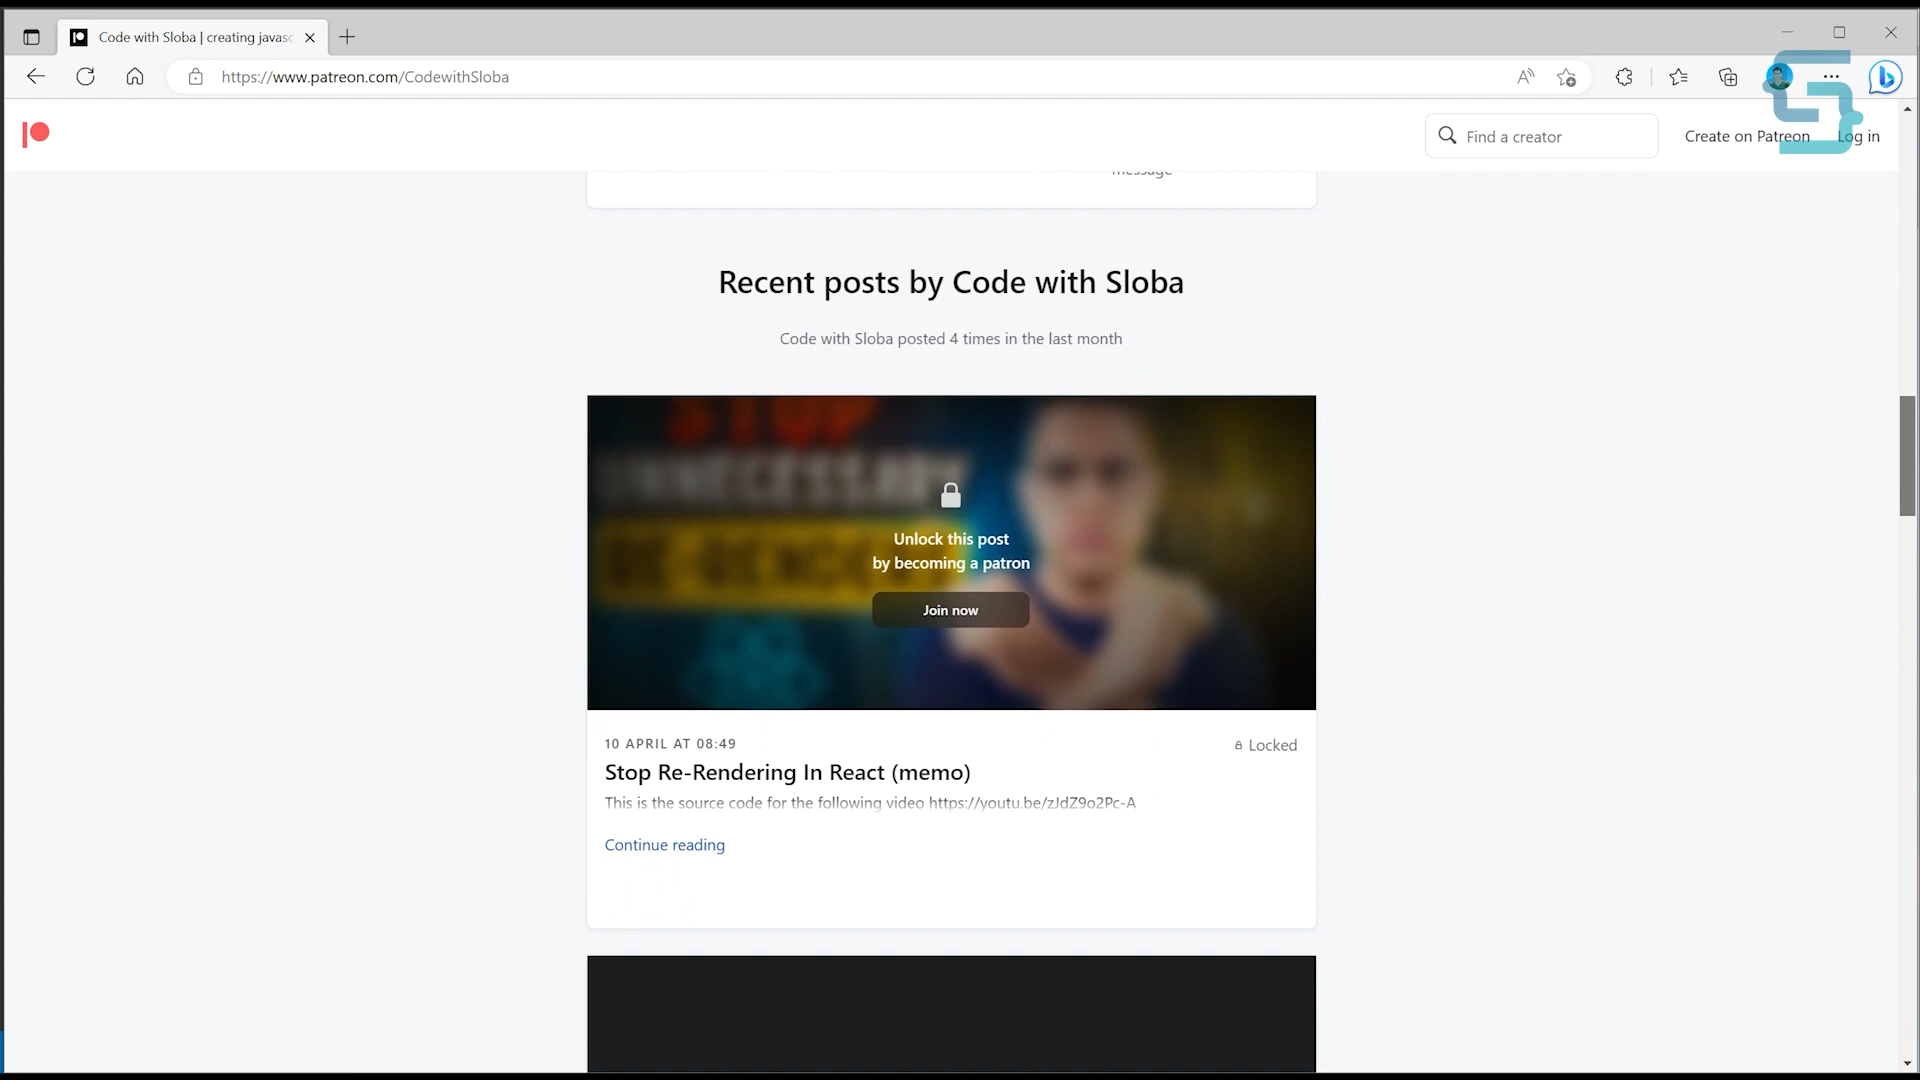 Code with Sloba | creating javasc
https://www.patreon.com/CodewithSloba
Find a creator
Create on Patreon
Log in
message
Recent posts by Code with Sloba
Code with Sloba posted 4 times in the last month
STOP
UNNECESSARY
Unlock this post
by becoming a patron
Join now
10 APRIL AT 08:49
Locked
Stop Re-Rendering In React (memo)
This is the source code for the following video https://youtu.be/zJdZ9o2Pc-A
Continue reading